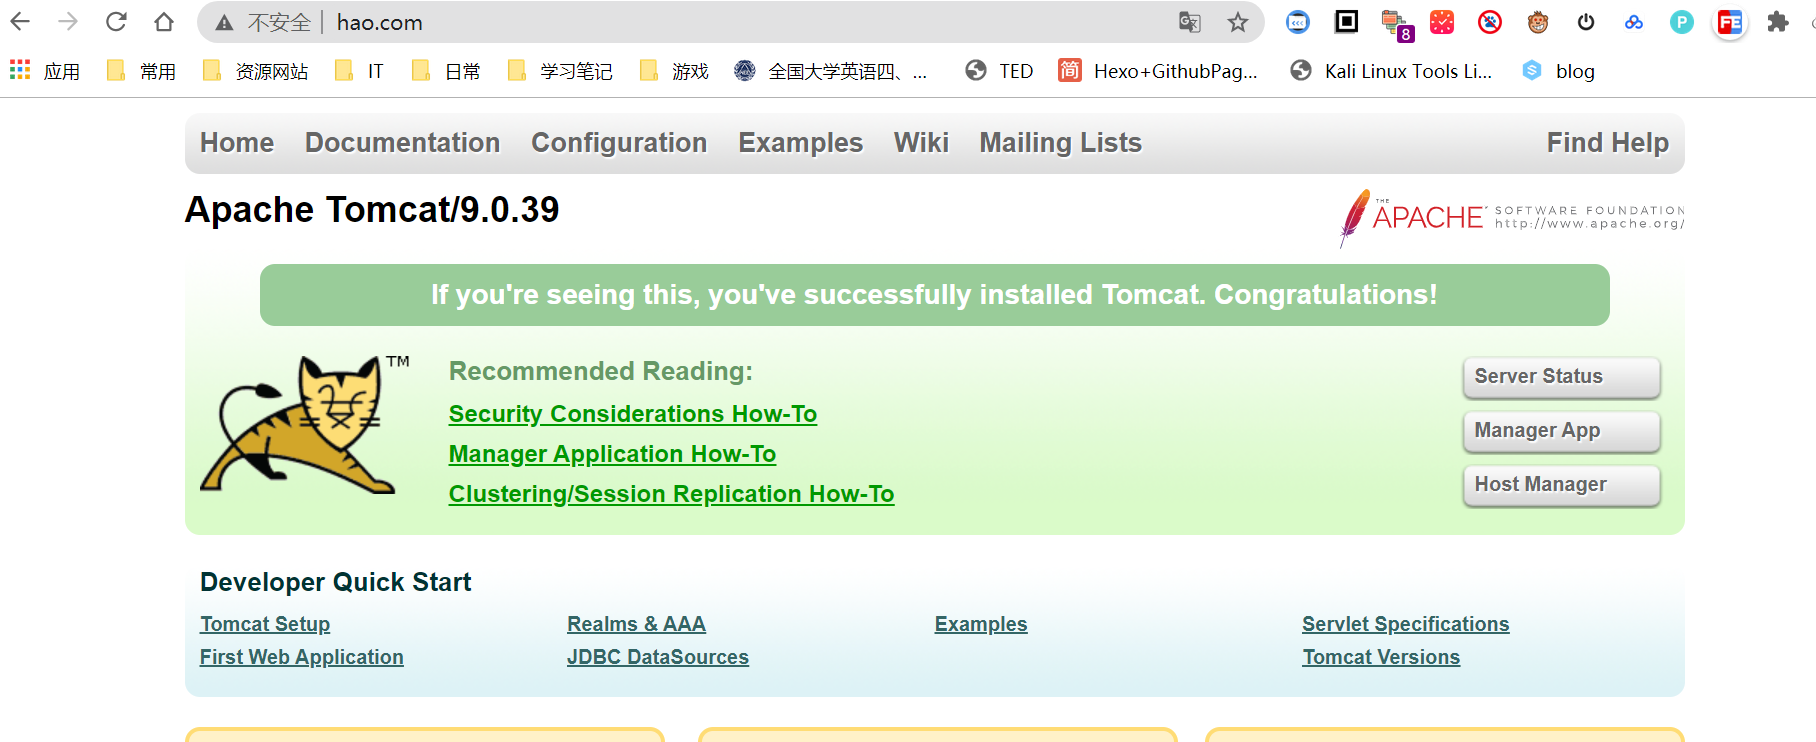 不安全 hao.com
8
应用 常用 资源网站 IT 日常 学习笔记 游戏 全国大学英语四、... TED 简 Hexo+GithubPag... Kali Linux Tools Li... blog
Home Documentation Configuration Examples Wiki Mailing Lists Find Help
Apache Tomcat/9.0.39
THE APACHE SOFTWARE FOUNDATION
http://www.apache.org/
If you're seeing this, you've successfully installed Tomcat. Congratulations!
TM
Recommended Reading:
Security Considerations How-To
Manager Application How-To
Clustering/Session Replication How-To
Server Status
Manager App
Host Manager
Developer Quick Start
Tomcat Setup Realms & AAA Examples Servlet Specifications
First Web Application JDBC DataSources Tomcat Versions